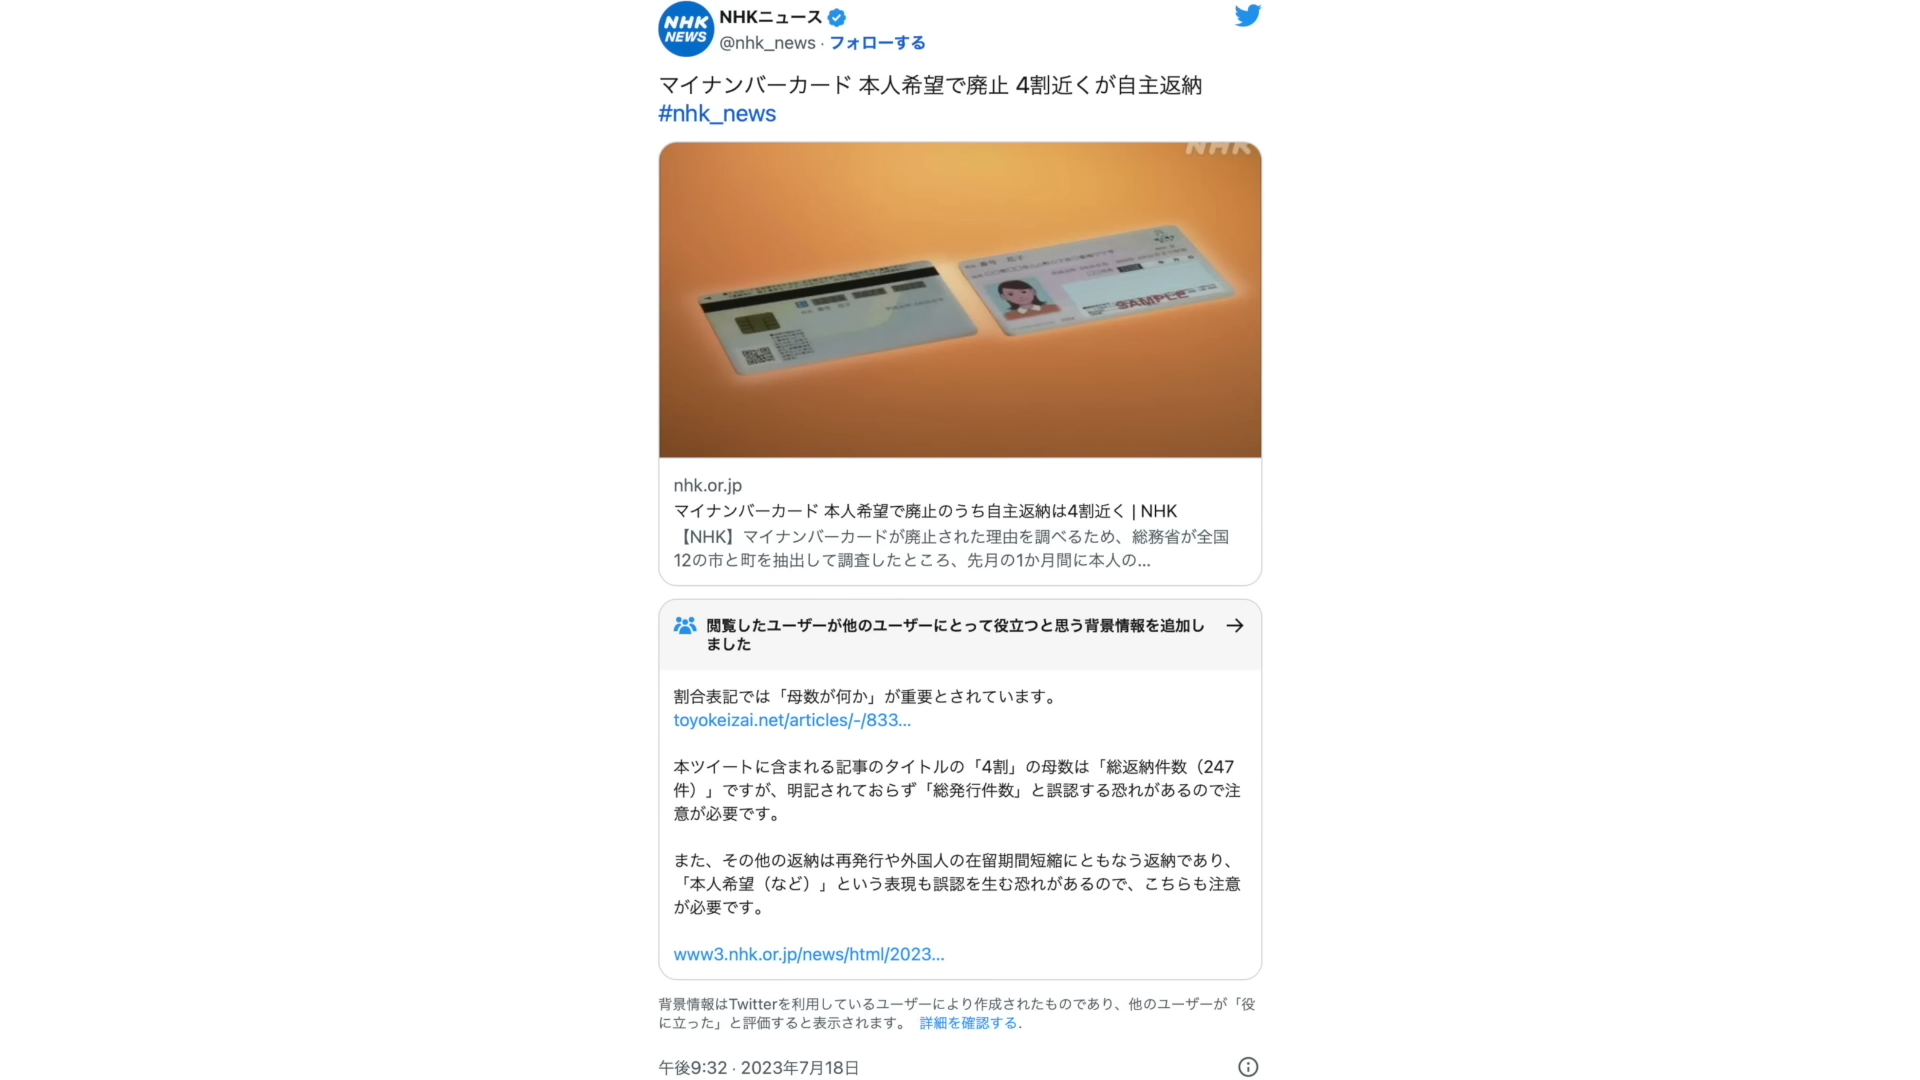 NHKニュース
@nhk_news · フォローする
NHK
NEWS
マイナンバーカード 本人希望で廃止 4割近くが自主返納
#nhk_news
NHK
SAMPLE
nhk.or.jp
マイナンバーカード 本人希望で廃止のうち自主返納は4割近く | NHK
【NHK】マイナンバーカードが廃止された理由を調べるため、総務省が全国
12の市と町を抽出して調査したところ、先月の1か月間に本人の...
閲覧したユーザーが他のユーザーにとって役立つと思う背景情報を追加し
ました
割合表記では「母数が何か」が重要とされています。
toyokeizai.net/articles/-/833...
本ツイートに含まれる記事のタイトルの「4割」の母数は「総返納件数（247
件）」ですが、明記されておらず「総発行件数」と誤認する恐れがあるので注
意が必要です。
また、その他の返納は再発行や外国人の在留期間短縮にともなう返納であり、
「本人希望（など）」という表現も誤認を生む恐れがあるので、こちらも注意
が必要です。
www3.nhk.or.jp/news/html/2023...
背景情報はTwitterを利用しているユーザーにより作成されたものであり、他のユーザーが「役
に立った」と評価すると表示されます。 詳細を確認する.
午後9:32 · 2023年7月18日